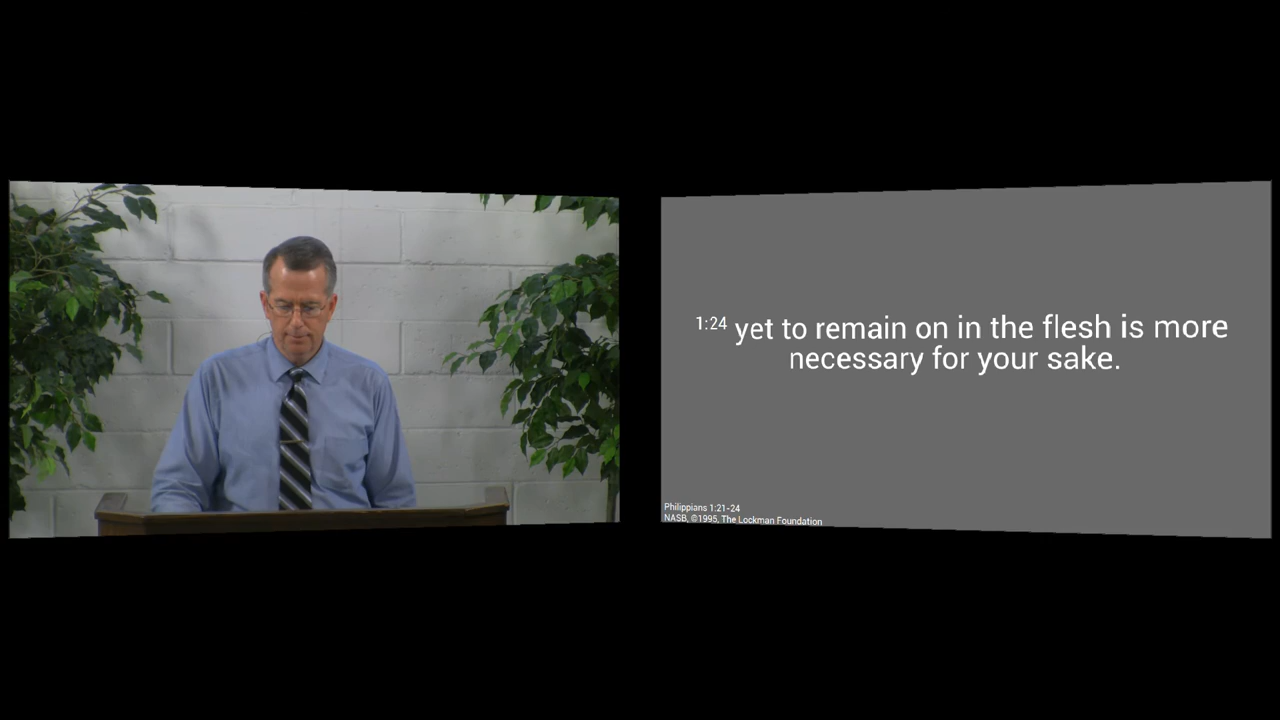 1:24 yet to remain on in the flesh is more
necessary for your sake.
Philippians 1:21-24
NASB, ©1995, The Lockman Foundation